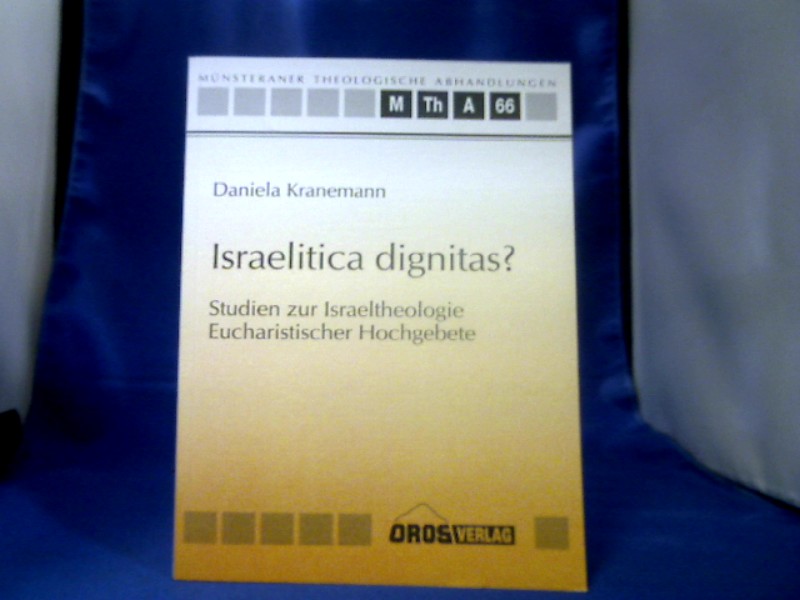 MÜNSTERANER THEOLOGISCHE ABHANDLUNGEN
M Th A 66
Daniela Kranemann
Israelitica dignitas?
Studien zur Israeltheologie
Eucharistischer Hochgebete
OROS VERLAG